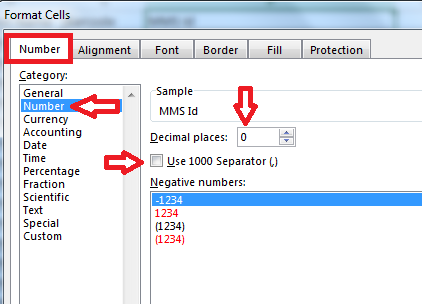 Format Cells
Number Alignment Font Border Fill Protection
Category:
General
Number
Currency
Accounting
Date
Time
Percentage
Fraction
Scientific
Text
Special
Custom
Sample
MMS Id
Decimal places: 0
Use 1000 Separator (,)
Negative numbers:
-1234
1234
(1234)
(1234)